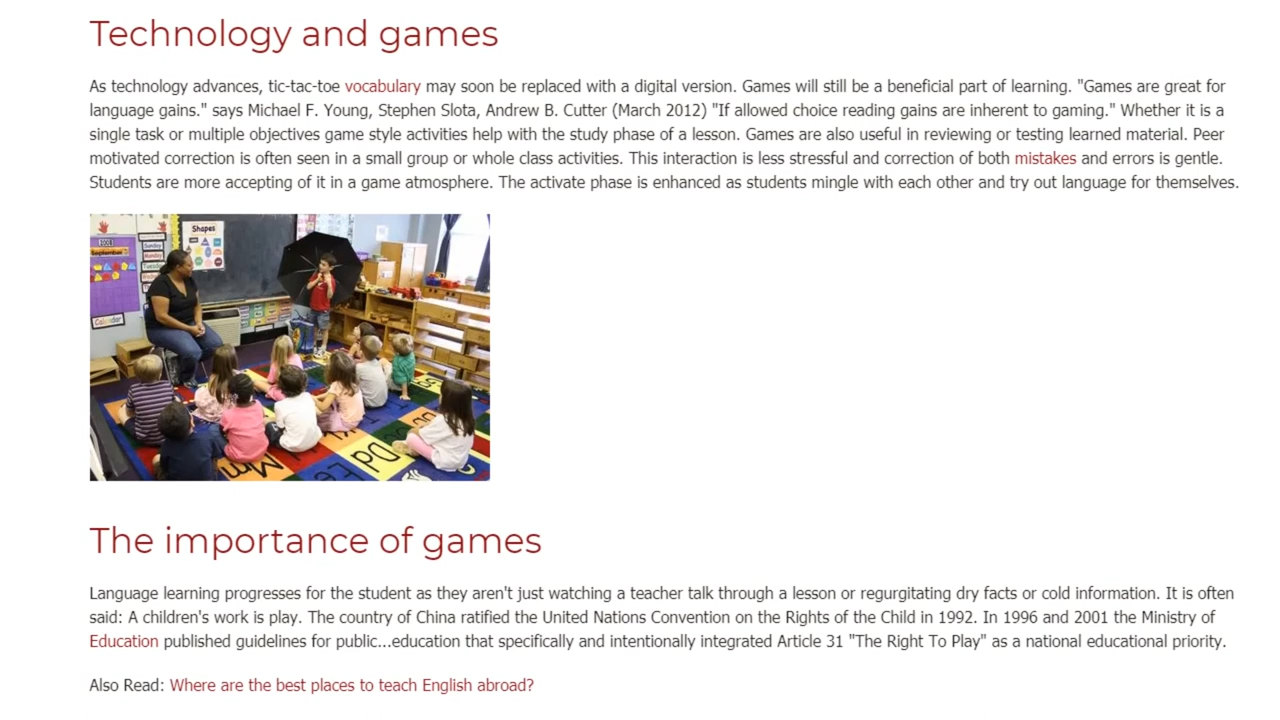 Technology and games
As technology advances, tic-tac-toe vocabulary may soon be replaced with a digital version. Games will still be a beneficial part of learning. "Games are great for
language gains." says Michael F. Young, Stephen Slota, Andrew B. Cutter (March 2012) "If allowed choice reading gains are inherent to gaming." Whether it is a
single task or multiple objectives game style activities help with the study phase of a lesson. Games are also useful in reviewing or testing learned material. Peer
motivated correction is often seen in a small group or whole class activities. This interaction is less stressful and correction of both mistakes and errors is gentle.
Students are more accepting of it in a game atmosphere. The activate phase is enhanced as students mingle with each other and try out language for themselves.
Shapes
September
Sunday
Monday
Calendar
Mm
Dd
The importance of games
Language learning progresses for the student as they aren't just watching a teacher talk through a lesson or regurgitating dry facts or cold information. It is often
said: A children's work is play. The country of China ratified the United Nations Convention on the Rights of the Child in 1992. In 1996 and 2001 the Ministry of
Education published guidelines for public...education that specifically and intentionally integrated Article 31 "The Right To Play" as a national educational priority.
Also Read: Where are the best places to teach English abroad?